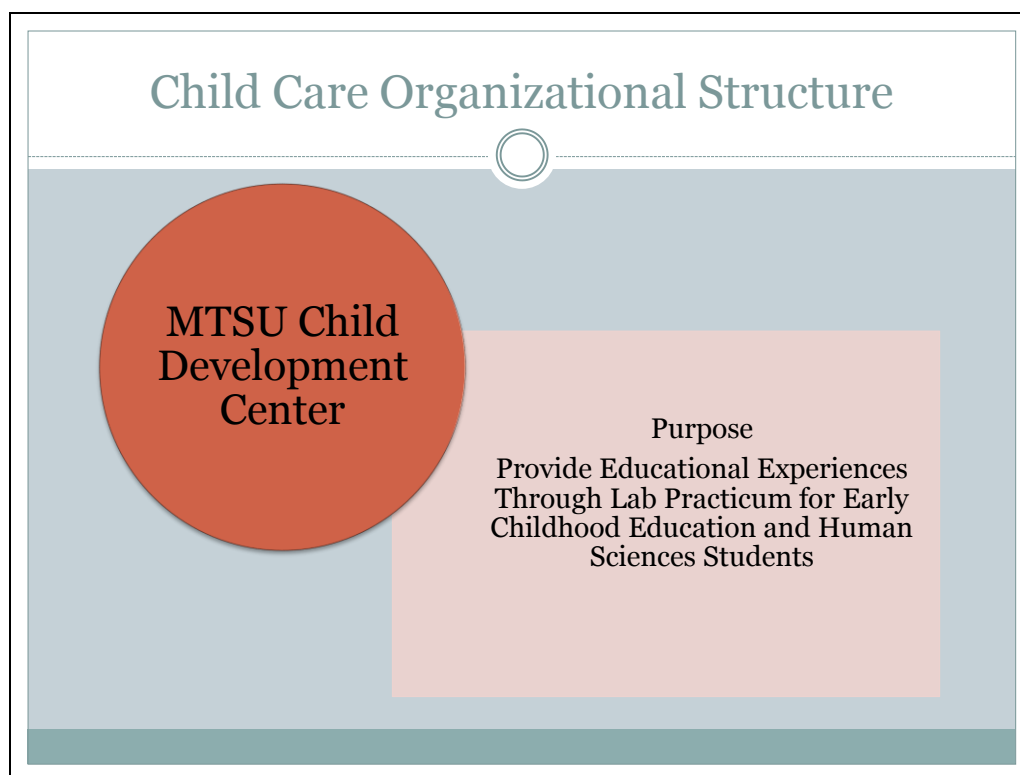 Child Care Organizational Structure
MTSU Child
Development
Center
Purpose
Provide Educational Experiences
Through Lab Practicum for Early
Childhood Education and Human
Sciences Students